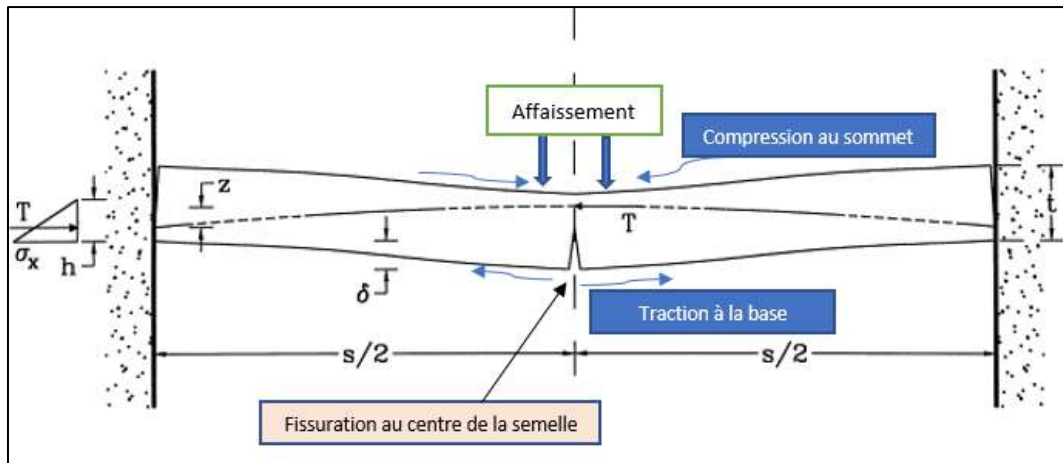 Affaissement
Compression au sommet
z
T
T
t
σx
h
δ
Traction à la base
s/2
s/2
Fissuration au centre de la semelle